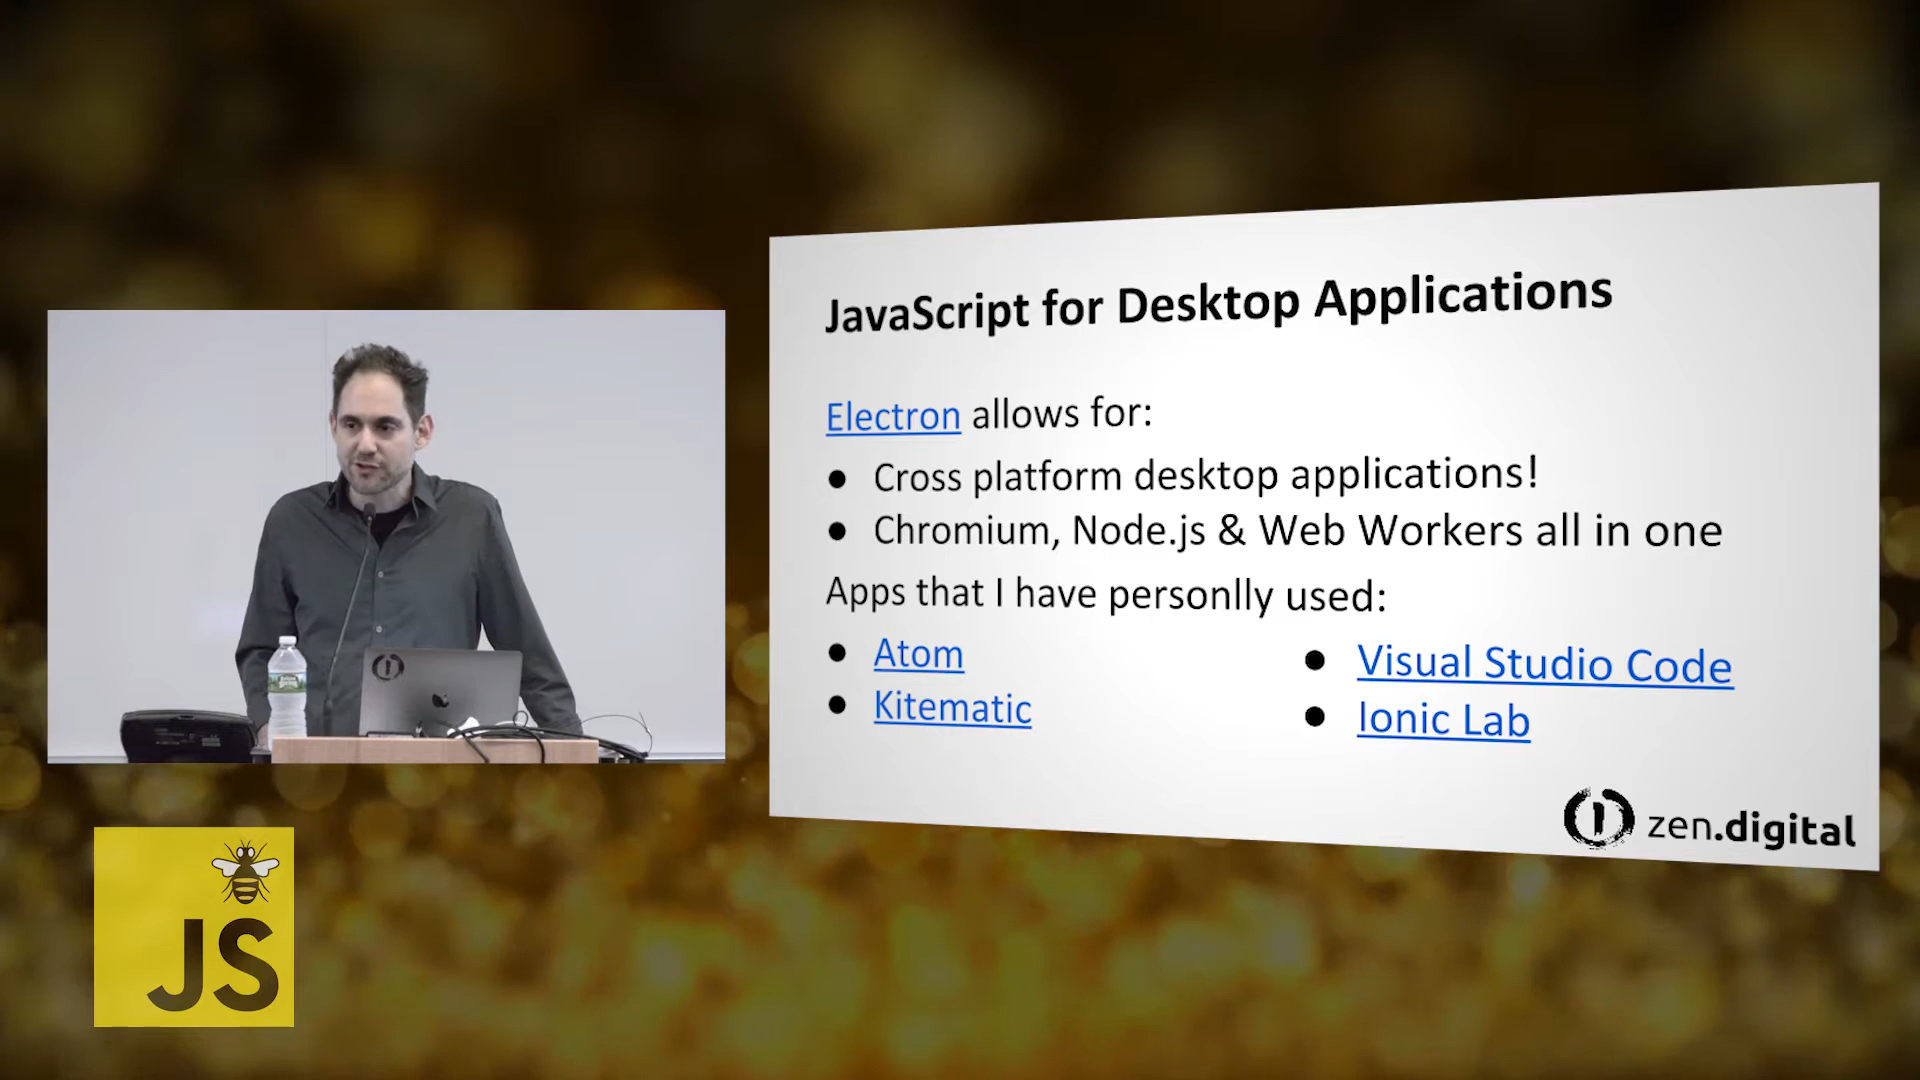 JavaScript for Desktop Applications
Electron allows for:
● Cross platform desktop applications!
● Chromium, Node.js & Web Workers all in one
Apps that I have personlly used:
● Atom
● Kitematic
● Visual Studio Code
● Ionic Lab
zen.digital
JS